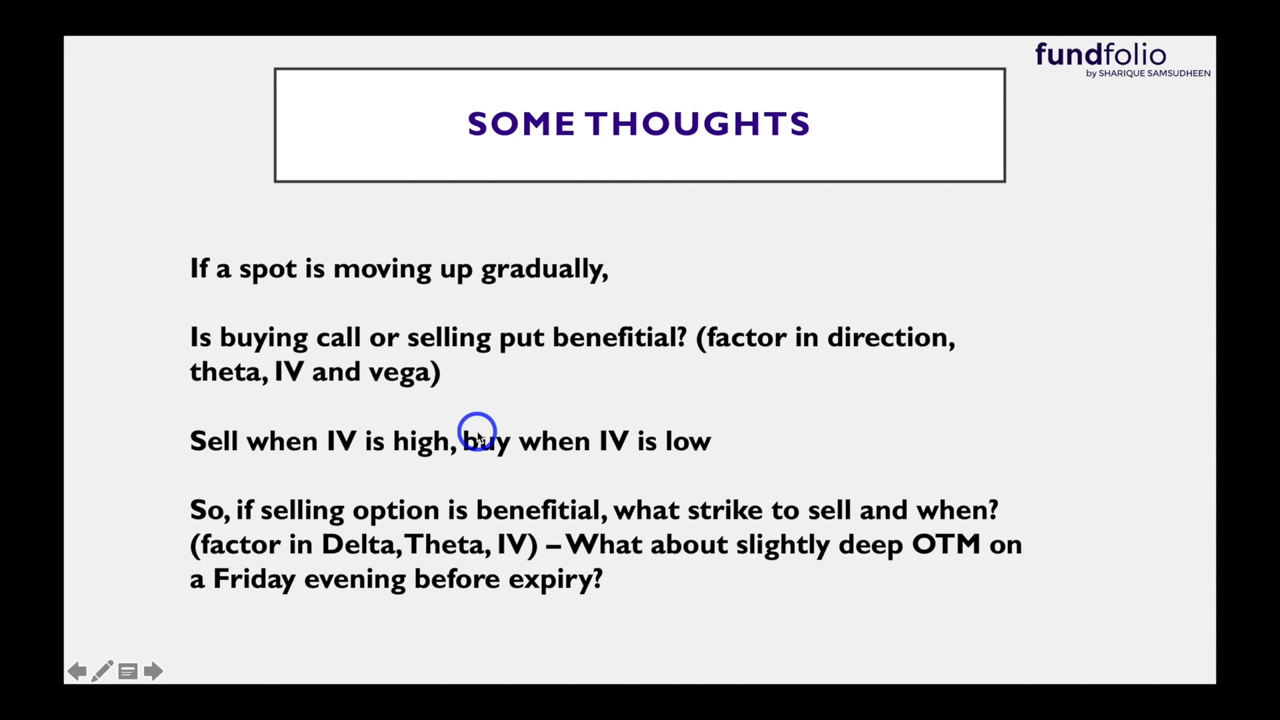 fundfolio
by SHARIQUE SAMSUDHEEN
SOME THOUGHTS
If a spot is moving up gradually,
Is buying call or selling put benefitial? (factor in direction,
theta, IV and vega)
Sell when IV is high, buy when IV is low
So, if selling option is benefitial, what strike to sell and when?
(factor in Delta, Theta, IV) – What about slightly deep OTM on
a Friday evening before expiry?